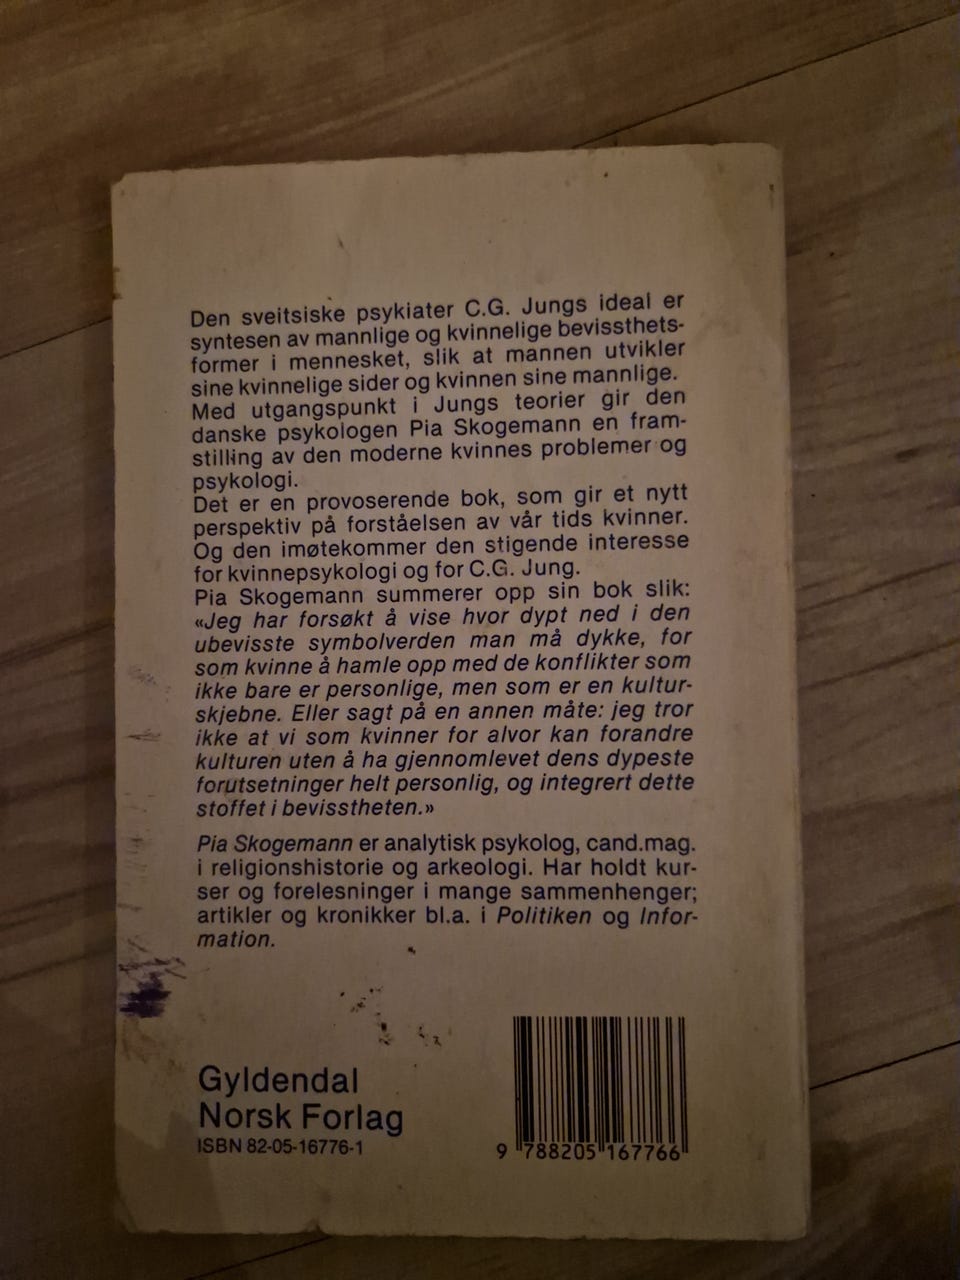 Den sveitsiske psykiater C.G. Jungs ideal er
syntesen av mannlige og kvinnelige bevissthets-
former i mennesket, slik at mannen utvikler
sine kvinnelige sider og kvinnen sine mannlige.
Med utgangspunkt i Jungs teorier gir den
danske psykologen Pia Skogemann en fram-
stilling av den moderne kvinnes problemer og
psykologi.
Det er en provoserende bok, som gir et nytt
perspektiv på forståelsen av vår tids kvinner.
Og den imøtekommer den stigende interesse
for kvinnepsykologi og for C.G. Jung.
Pia Skogemann summerer opp sin bok slik:
«Jeg har forsøkt å vise hvor dypt ned i den
ubevisste symbolverden man må dykke, for
som kvinne å hamle opp med de konflikter som
ikke bare er personlige, men som er en kultur-
skjebne. Eller sagt på en annen måte: jeg tror
ikke at vi som kvinner for alvor kan forandre
kulturen uten å ha gjennomlevet dens dypeste
forutsetninger helt personlig, og integrert dette
stoffet i bevisstheten.»
Pia Skogemann er analytisk psykolog, cand.mag.
i religionshistorie og arkeologi. Har holdt kur-
ser og forelesninger i mange sammenhenger;
artikler og kronikker bl.a. i Politiken og Infor-
mation.
Gyldendal
Norsk Forlag
ISBN 82-05-16776-1
9 788205 167766